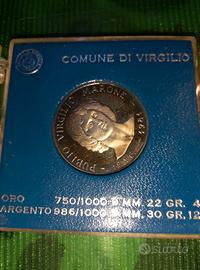 COMUNE DI VIRGILIO
PUBLIO VIRGILIO MARONE
ORO 750/1000 MM. 22 GR. 4
ARGENTO 986/1000 MM. 30 GR. 12
subito